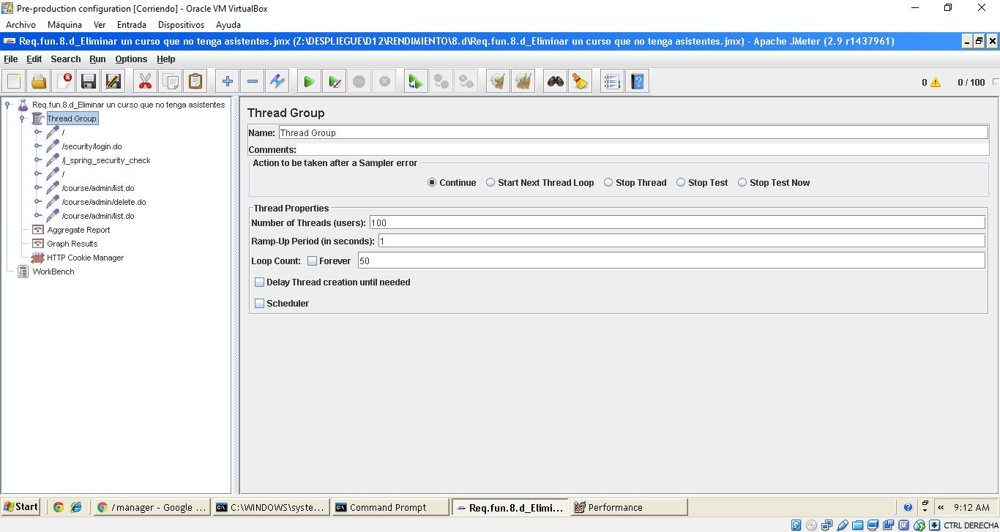 Pre-production configuration [Corriendo] - Oracle VM VirtualBox
Archivo Máquina Ver Entrada Dispositivos Ayuda
Req.fun.8.d_Eliminar un curso que no tenga asistentes.jmx (Z:\DESPLIEGUE\D12\RENDIMIENTO\8.d\Req.fun.8.d_Eliminar un curso que no tenga asistentes.jmx) - Apache JMeter (2.9 r1437961)
File Edit Search Run Options Help
0 0 / 100
Req.fun.8.d_Eliminar un curso que no tenga asistentes
Thread Group
/
/security/login.do
/j_spring_security_check
/
/course/admin/list.do
/course/admin/delete.do
/course/admin/list.do
Aggregate Report
Graph Results
HTTP Cookie Manager
WorkBench
Thread Group
Name: Thread Group
Comments:
Action to be taken after a Sampler error
Continue Start Next Thread Loop Stop Thread Stop Test Stop Test Now
Thread Properties
Number of Threads (users): 100
Ramp-Up Period (in seconds): 1
Loop Count: Forever 50
Delay Thread creation until needed
Scheduler
Start /manager - Google ... C:\WINDOWS\syste... Command Prompt Req.fun.8.d_Elimi... Performance « 9:12 AM
CTRL DERECHA